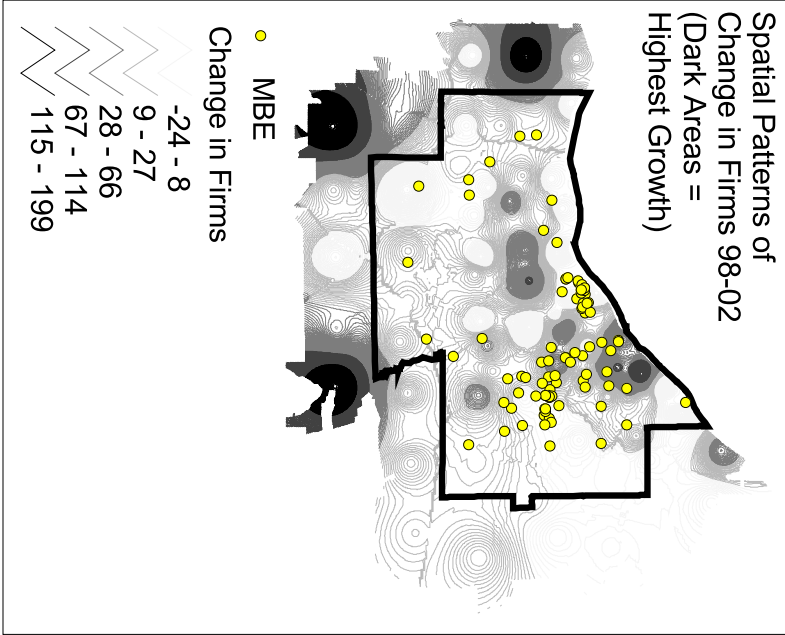 Spatial Patterns of
Change in Firms 98-02
(Dark Areas =
Highest Growth)
MBE
Change in Firms
-24 - 8
9 - 27
28 - 66
67 - 114
115 - 199